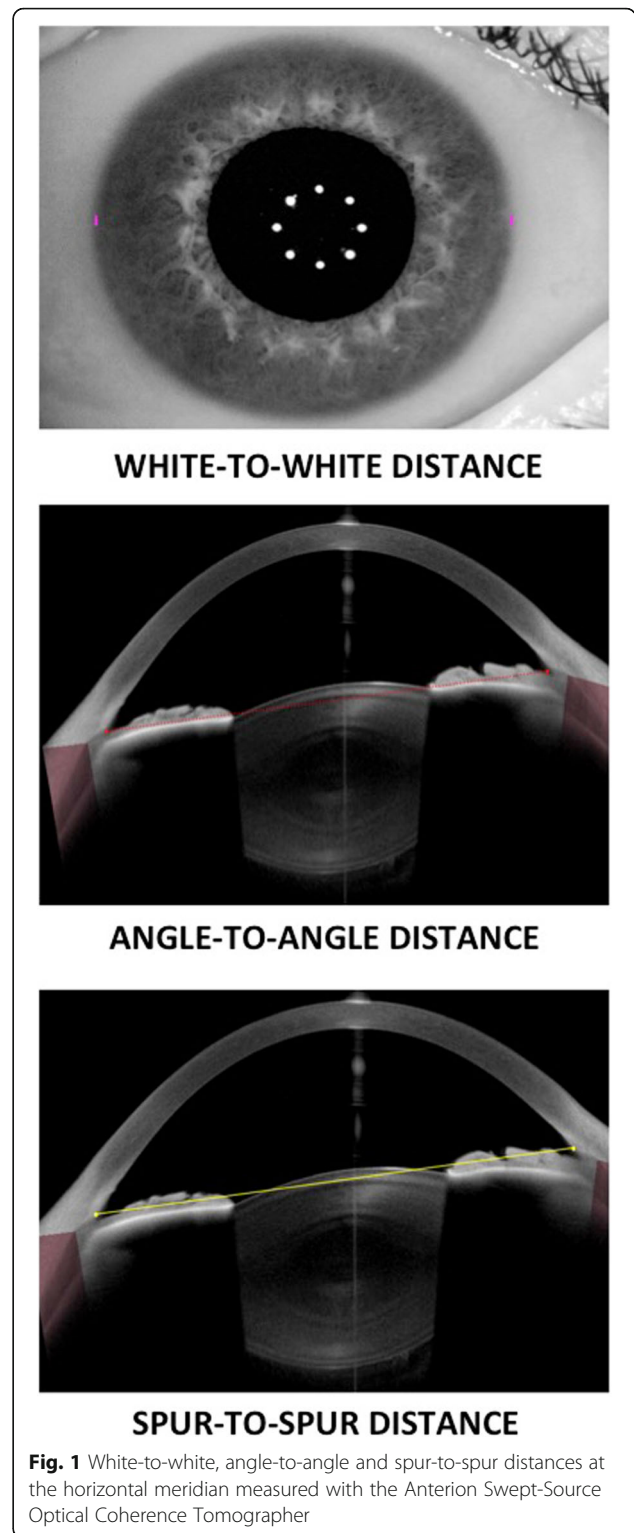 WHITE-TO-WHITE DISTANCE
ANGLE-TO-ANGLE DISTANCE
SPUR-TO-SPUR DISTANCE
Fig. 1 White-to-white, angle-to-angle and spur-to-spur distances at
the horizontal meridian measured with the Anterion Swept-Source
Optical Coherence Tomographer